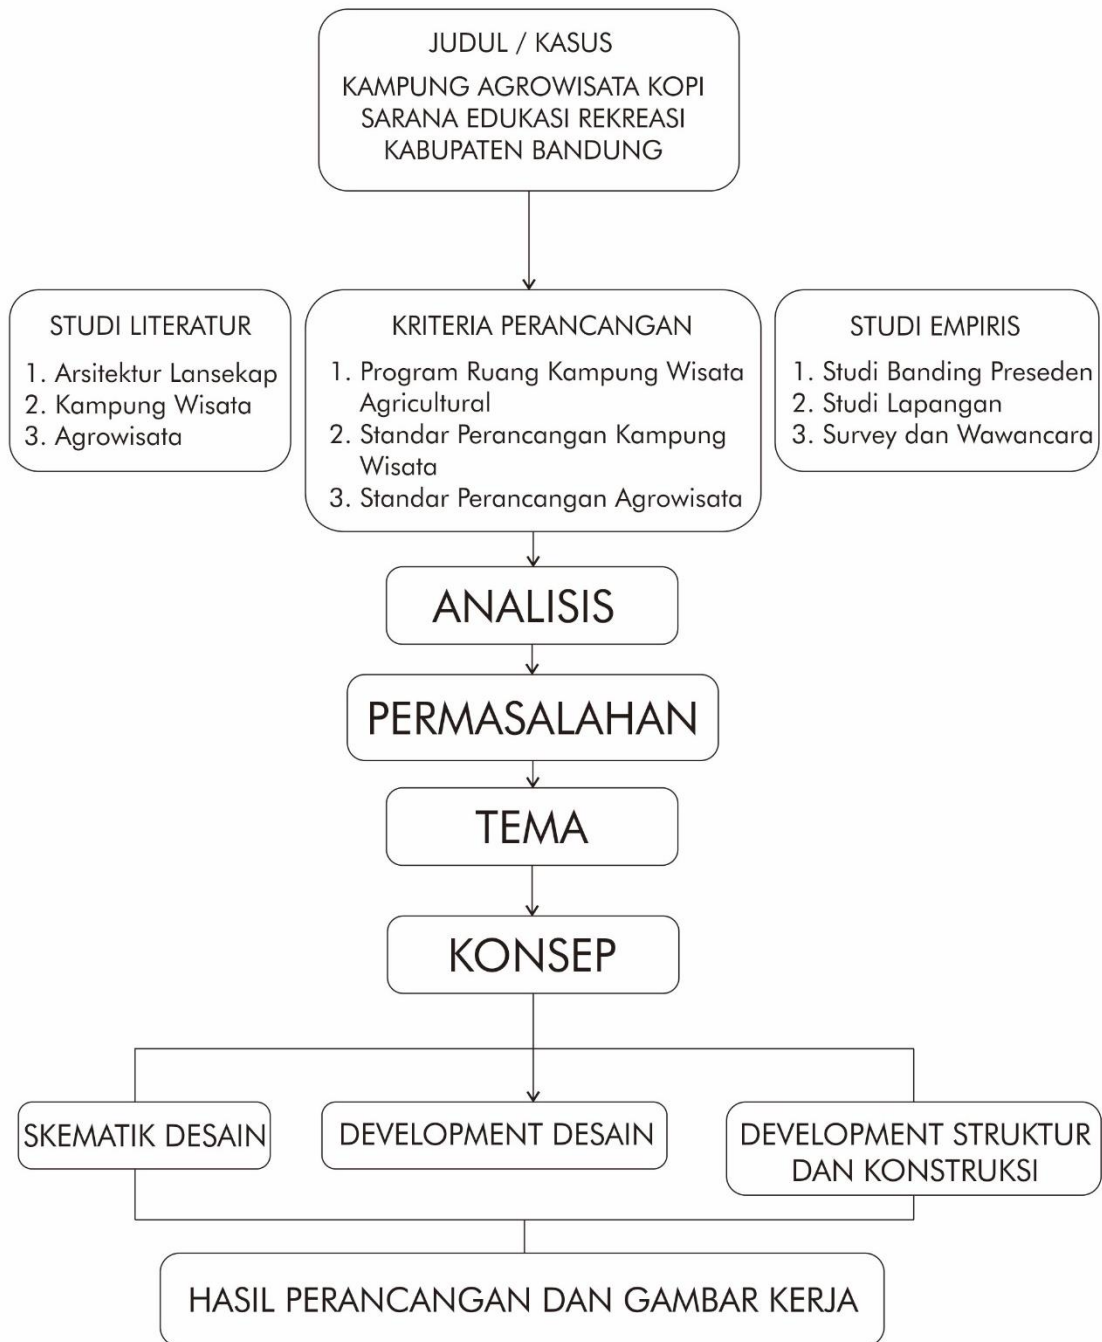 JUDUL / KASUS
KAMPUNG AGROWISATA KOPI
SARANA EDUKASI REKREASI
KABUPATEN BANDUNG
STUDI LITERATUR
1. Arsitektur Lansekap
2. Kampung Wisata
3. Agrowisata
KRITERIA PERANCANGAN
1. Program Ruang Kampung Wisata
Agricultural
2. Standar Perancangan Kampung
Wisata
3. Standar Perancangan Agrowisata
STUDI EMPIRIS
1. Studi Banding Preseden
2. Studi Lapangan
3. Survey dan Wawancara
ANALISIS
PERMASALAHAN
TEMA
KONSEP
SKEMATIK DESAIN
DEVELOPMENT DESAIN
DEVELOPMENT STRUKTUR
DAN KONSTRUKSI
HASIL PERANCANGAN DAN GAMBAR KERJA